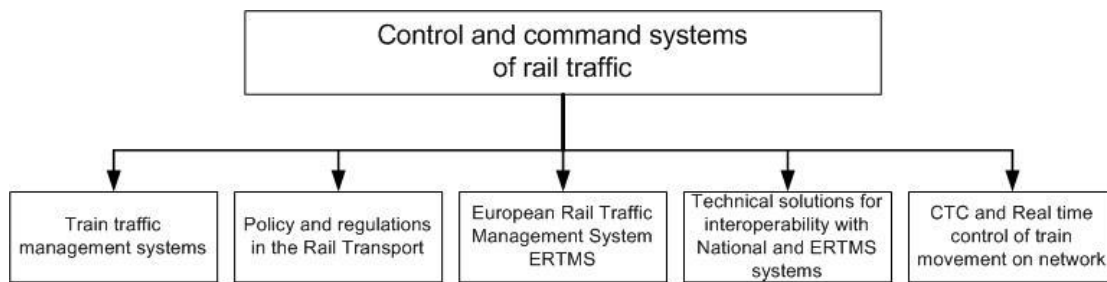 Control and command systems
of rail traffic
Train traffic
management systems
Policy and regulations
in the Rail Transport
European Rail Traffic
Management System
ERTMS
Technical solutions for
interoperability with
National and ERTMS
systems
CTC and Real time
control of train
movement on network